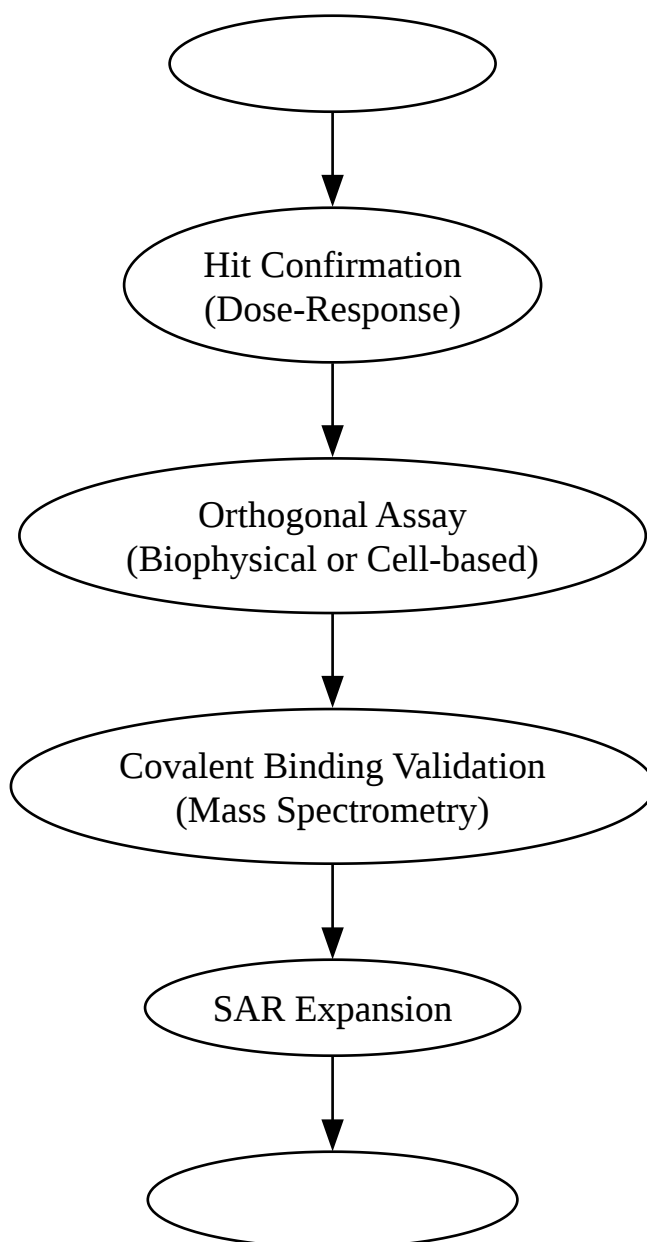 Hit Confirmation
(Dose-Response)
Orthogonal Assay
(Biophysical or Cell-based)
Covalent Binding Validation
(Mass Spectrometry)
SAR Expansion